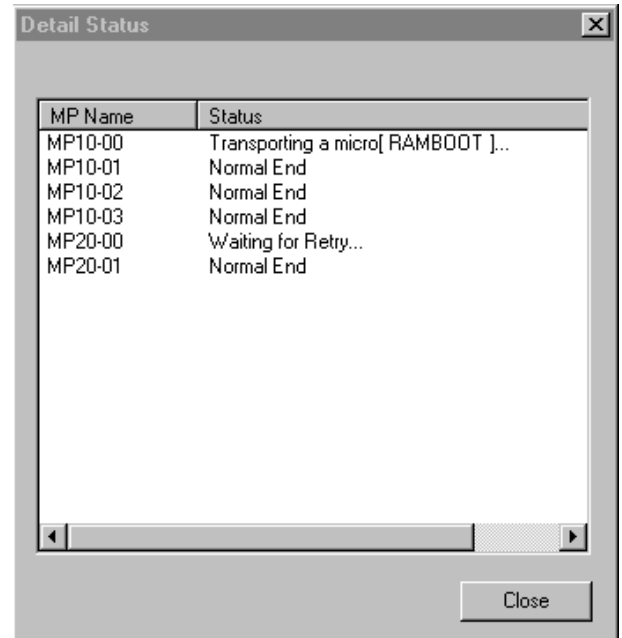 Detail Status
MP Name Status
MP10-00 Transporting a micro[ RAMBOOT ]...
MP10-01 Normal End
MP10-02 Normal End
MP10-03 Normal End
MP20-00 Waiting for Retry...
MP20-01 Normal End
Close